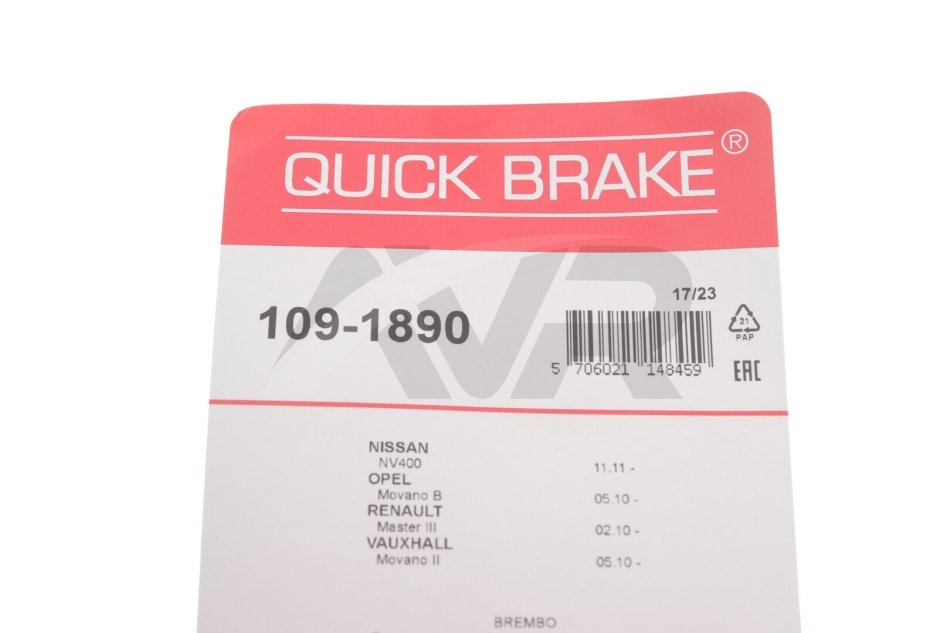 QUICK BRAKE®
109-1890
17/23
5 706021 148459
21
PAP
EAC
NISSAN
NV400 11.11 -
OPEL
Movano B 05.10 -
RENAULT
Master III 02.10 -
VAUXHALL
Movano II 05.10 -
BREMBO